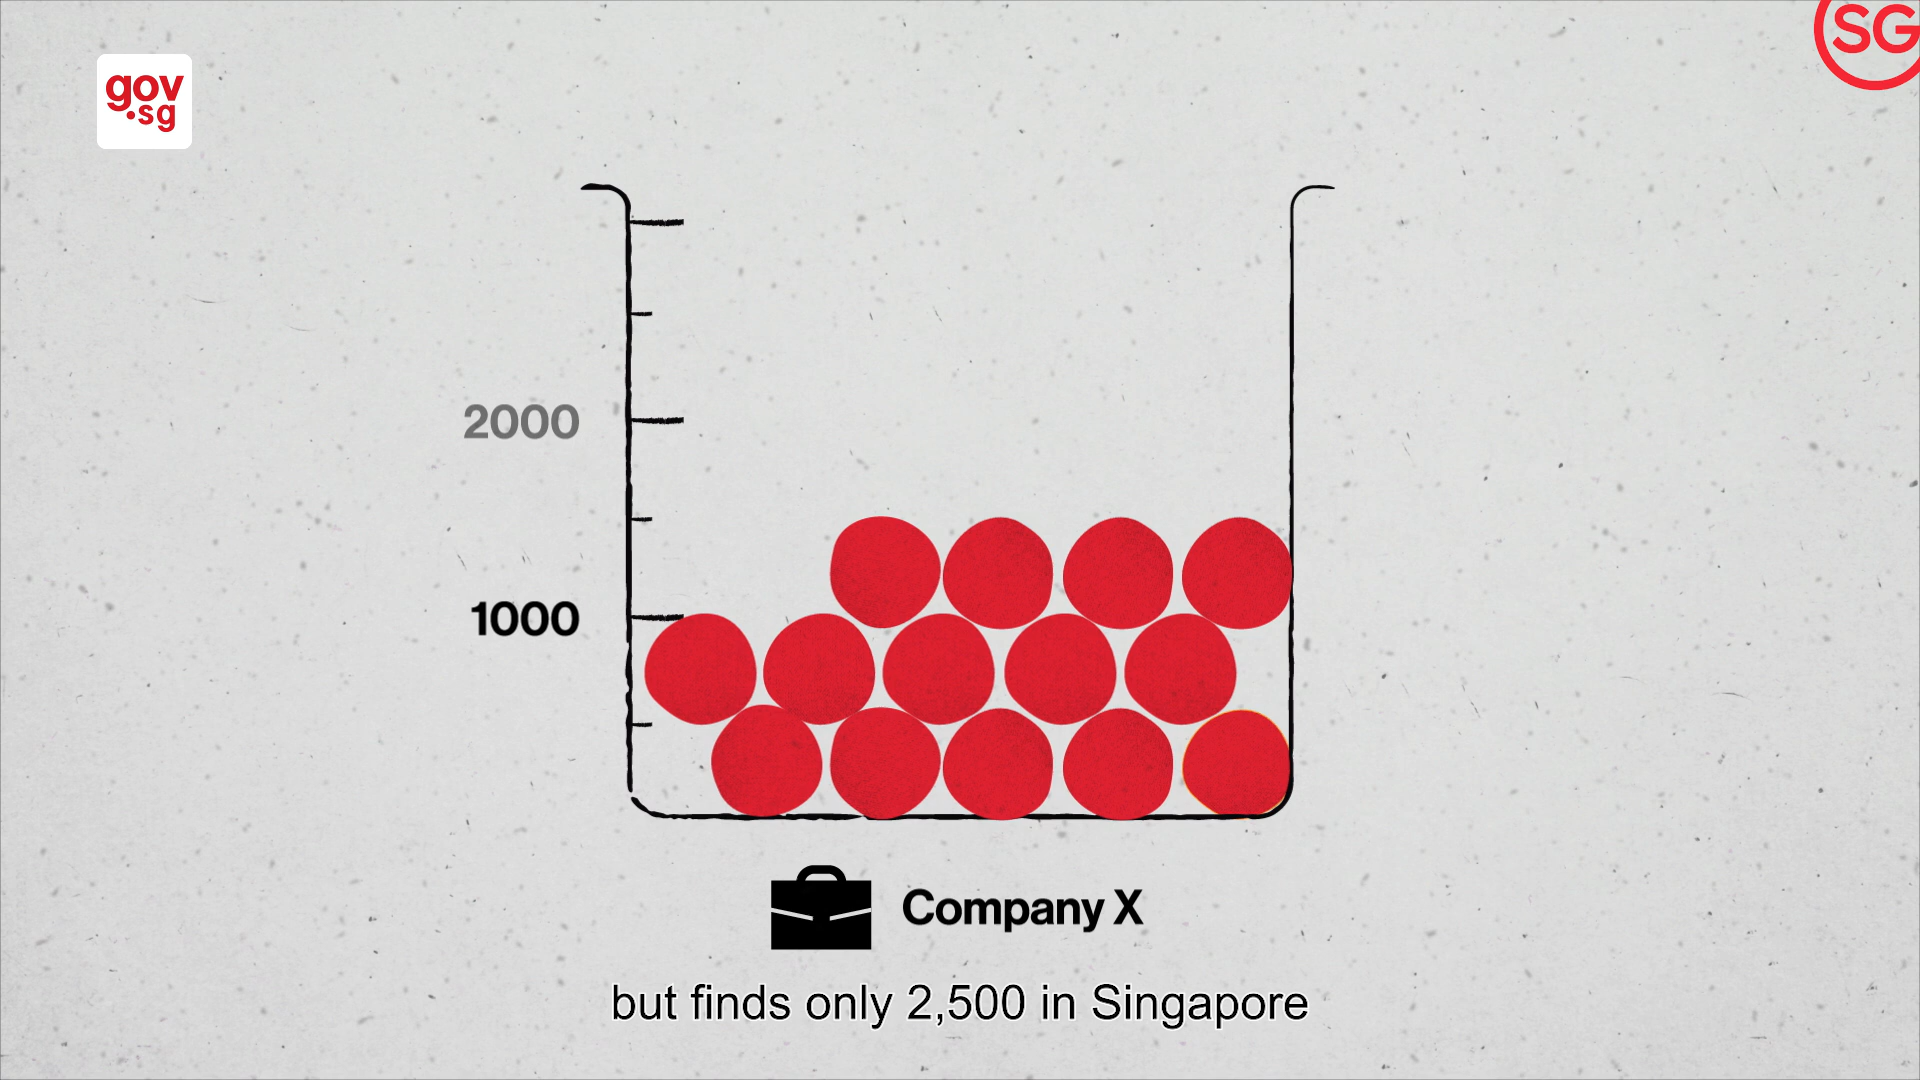 gov
.sg
SG
2000
1000
Company X
but finds only 2,500 in Singapore